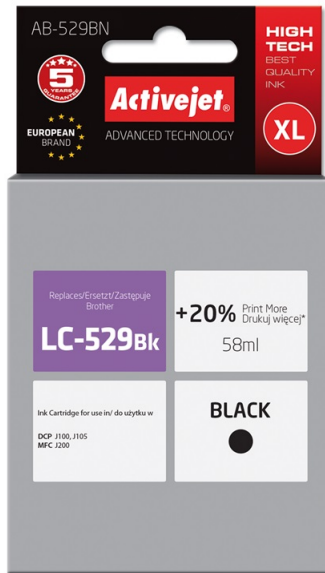 AB-529BN
HIGH
TECH
BEST
QUALITY
INK
5
YEARS
GUARANTEE
Activejet®
EUROPEAN
BRAND
ADVANCED TECHNOLOGY
XL
Replaces/Ersetzt/Zastępuje
Brother
LC-529Bk
+20% Print More
Drukuj więcej*
58ml
Ink Cartridge for use in/ do użytku w
DCP J100, J105
MFC J200
BLACK